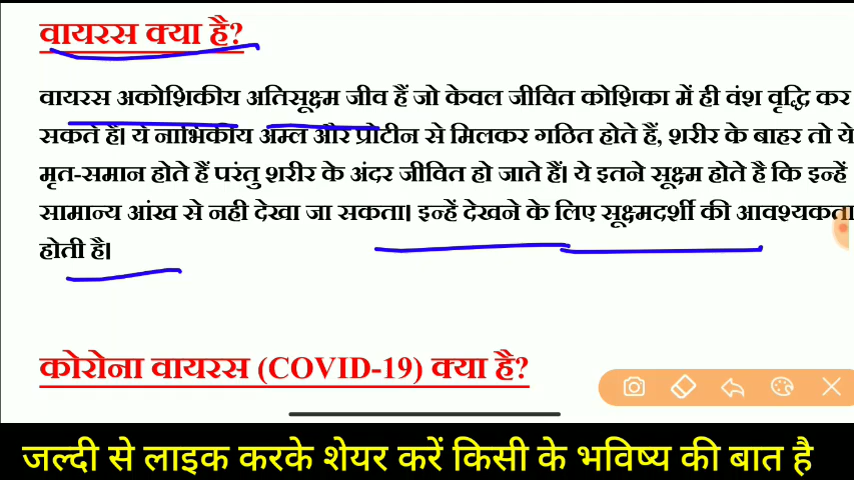 वायरस क्या है?
वायरस अकोशिकीय अतिसूक्ष्म जीव हैं जो केवल जीवित कोशिका में ही वंश वृद्धि कर
सकते हैं। ये नाभिकीय अम्ल और प्रोटीन से मिलकर गठित होते हैं, शरीर के बाहर तो ये
मृत-समान होते हैं परंतु शरीर के अंदर जीवित हो जाते हैं। ये इतने सूक्ष्म होते है कि इन्हें
सामान्य आंख से नही देखा जा सकता। इन्हें देखने के लिए सूक्ष्मदर्शी की आवश्यकता
होती है।
कोरोना वायरस (COVID-19) क्या है?
जल्दी से लाइक करके शेयर करें किसी के भविष्य की बात है